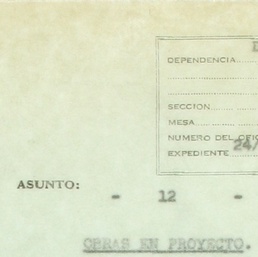 DEPENDENCIA
SECCION
MESA
NUMERO DEL OFIC
EXPEDIENTE 24/
ASUNTO:
- 12 -
OBRAS EN PROYECTO.